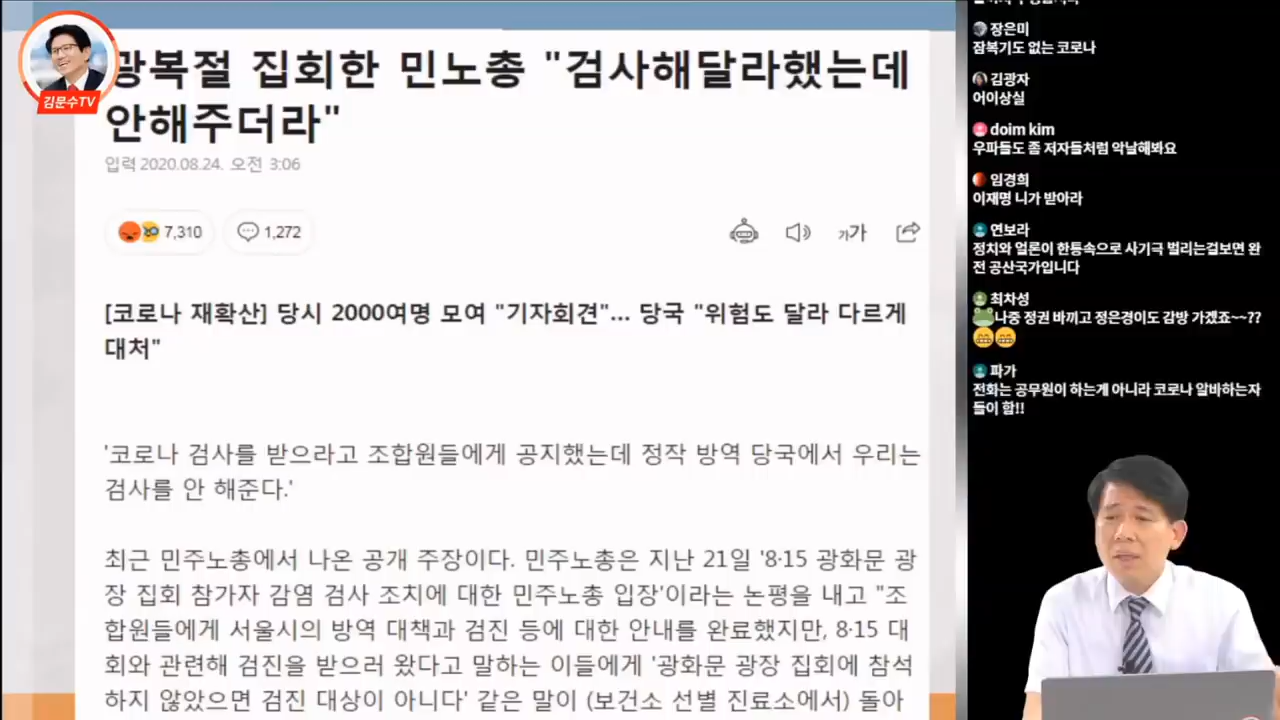 김문수TV
광복절 집회한 민노총 "검사해달라했는데
안해주더라"
입력 2020.08.24. 오전 3:06
7,310
1,272
가가
[코로나 재확산] 당시 2000여명 모여 "기자회견"... 당국 "위험도 달라 다르게
대처"
'코로나 검사를 받으라고 조합원들에게 공지했는데 정작 방역 당국에서 우리는
검사를 안 해준다.'
최근 민주노총에서 나온 공개 주장이다. 민주노총은 지난 21일 '8·15 광화문 광
장 집회 참가자 감염 검사 조치에 대한 민주노총 입장'이라는 논평을 내고 "조
합원들에게 서울시의 방역 대책과 검진 등에 대한 안내를 완료했지만, 8·15 대
회와 관련해 검진을 받으러 왔다고 말하는 이들에게 '광화문 광장 집회에 참석
하지 않았으면 검진 대상이 아니다' 같은 말이 (보건소 선별 진료소에서) 돌아
장은미
잠복기도 없는 코로나
김광자
어이상실
doim kim
우파들도 좀 저자들처럼 악날해봐요
임경희
이재명 니가 받아라
연보라
정치와 얼론이 한통속으로 사기극 벌리는걸보면 완
전 공산국가입니다
최차성
나중 정권 바끼고 정은경이도 감방 가겠죠~~??
파가
전화는 공무원이 하는게 아니라 코로나 알바하는자
들이 함!!